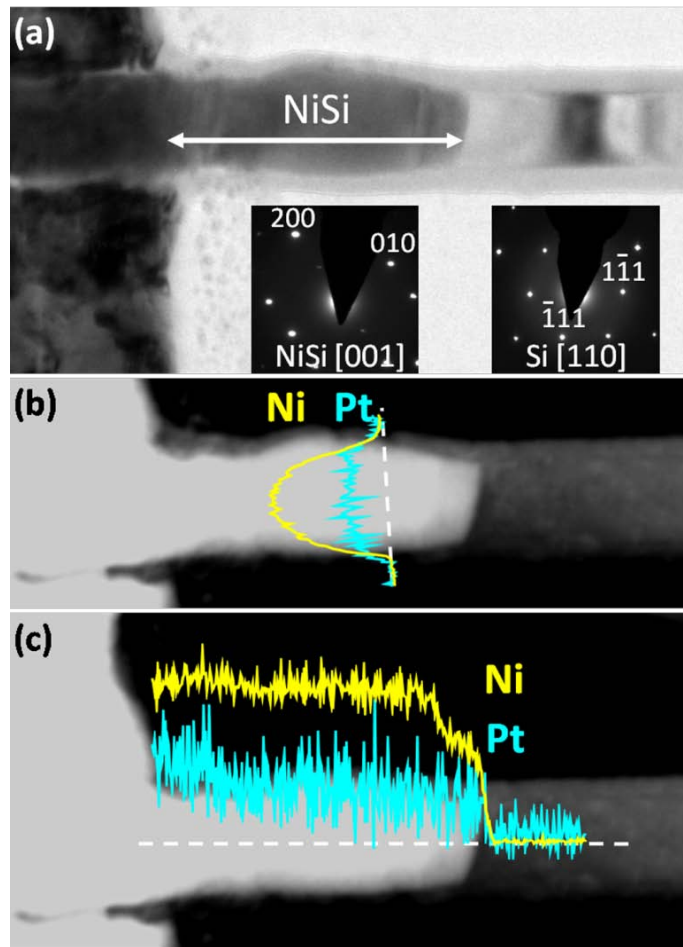 (a)
NiSi
200
010
NiSi [001]
1̅11
11̅1
Si [110]
(b)
Ni Pt
(c)
Ni
Pt